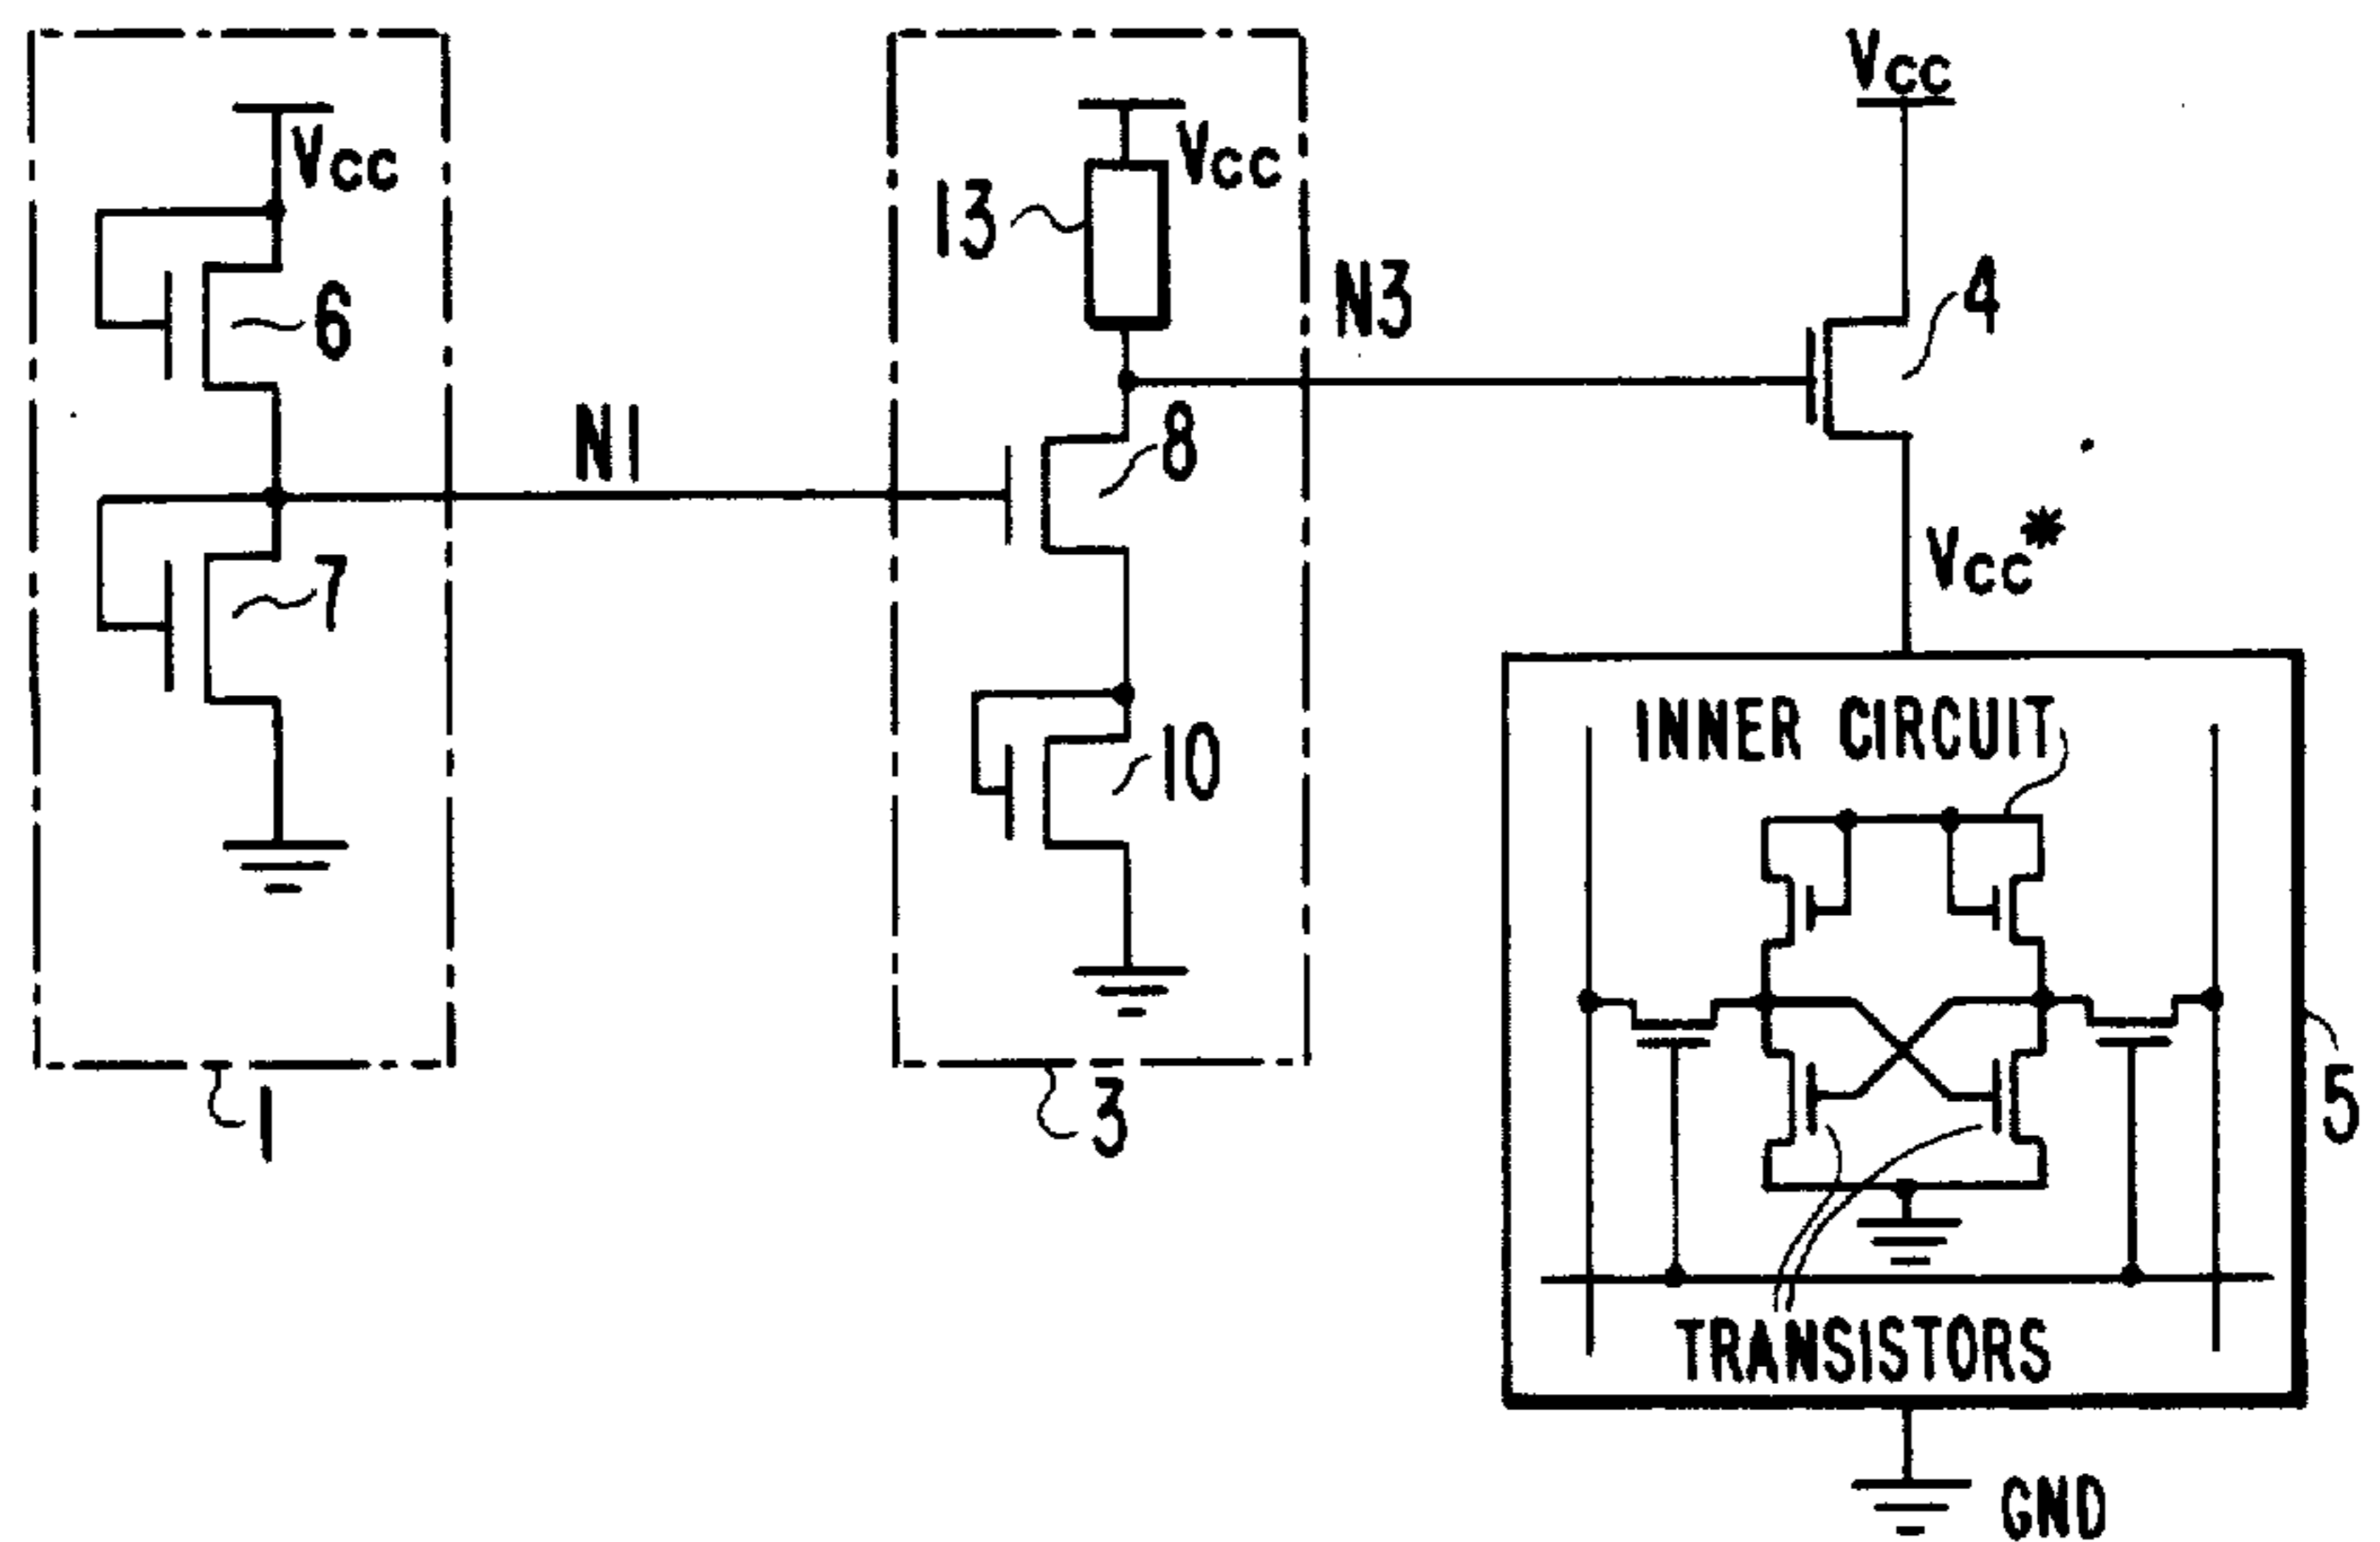 Vcc
Vcc
Vcc
13
6
N3
4
N1
8
Vcc*
7
10
INNER CIRCUIT
1
3
5
TRANSISTORS
GND